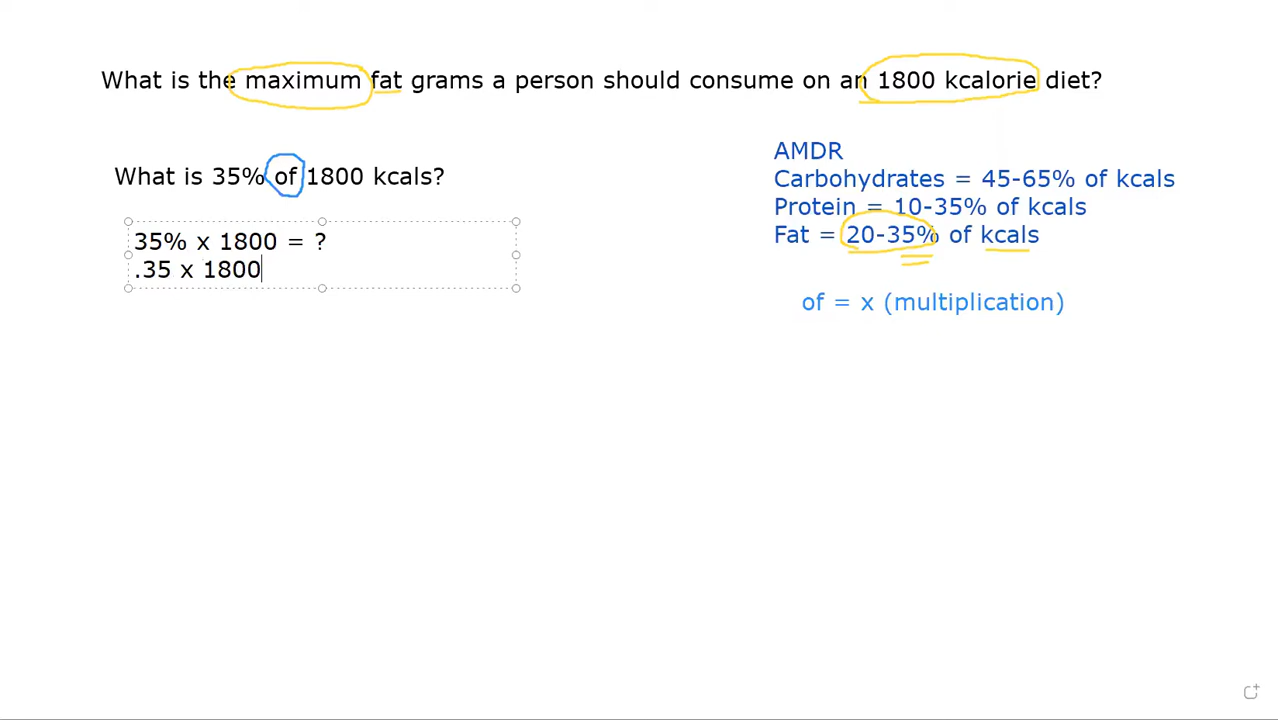 What is the maximum fat grams a person should consume on an 1800 kcalorie diet?
What is 35% of 1800 kcals?
35% x 1800 = ?
.35 x 1800
AMDR
Carbohydrates = 45-65% of kcals
Protein = 10-35% of kcals
Fat = 20-35% of kcals
of = x (multiplication)